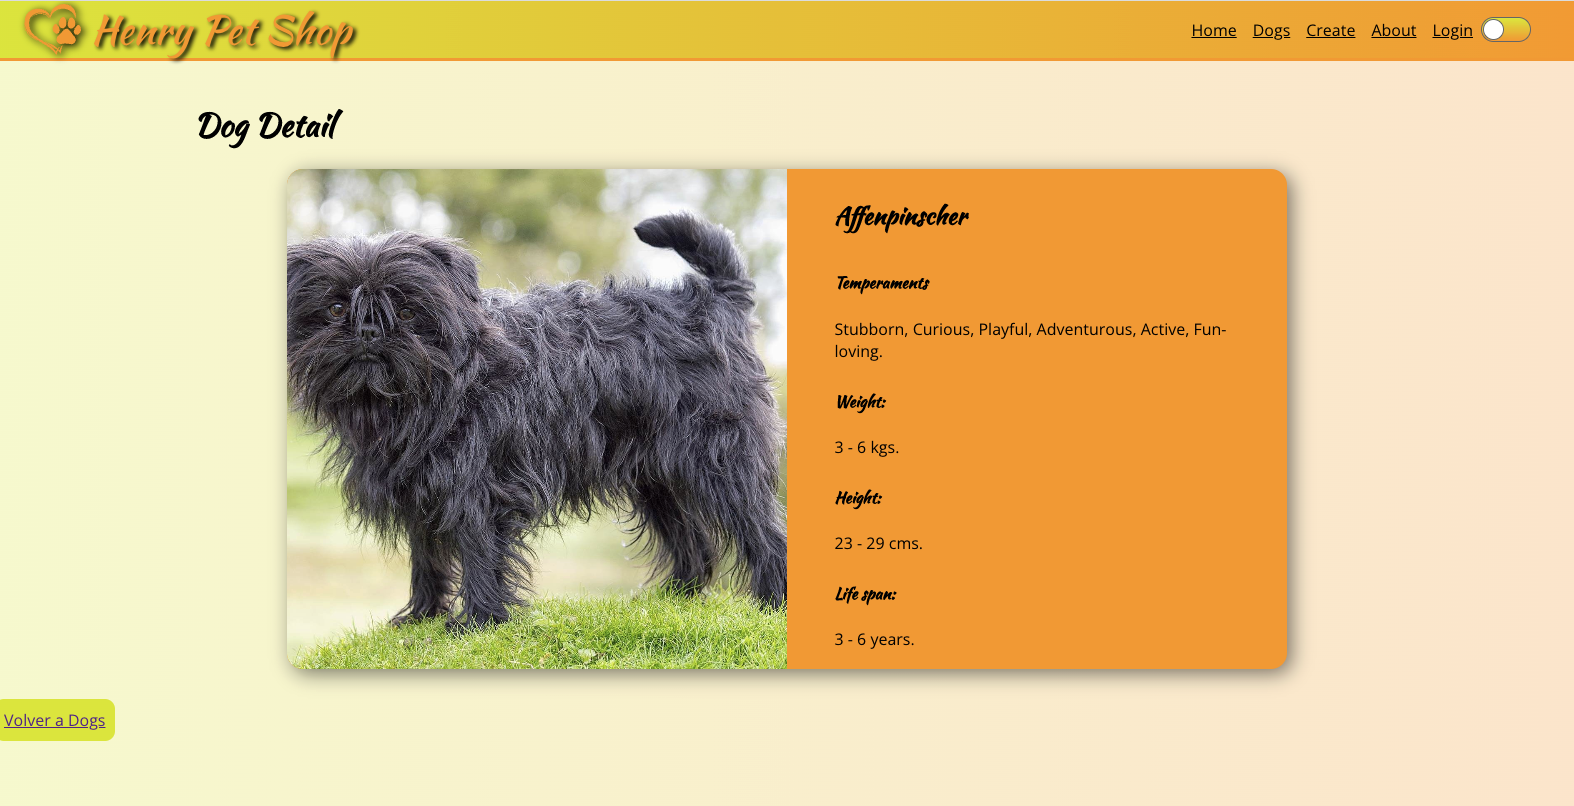 Henry Pet Shop
Home Dogs Create About Login
Dog Detail
Affenpinscher
Temperaments
Stubborn, Curious, Playful, Adventurous, Active, Fun-
loving.
Weight:
3 - 6 kgs.
Height:
23 - 29 cms.
Life span:
3 - 6 years.
Volver a Dogs